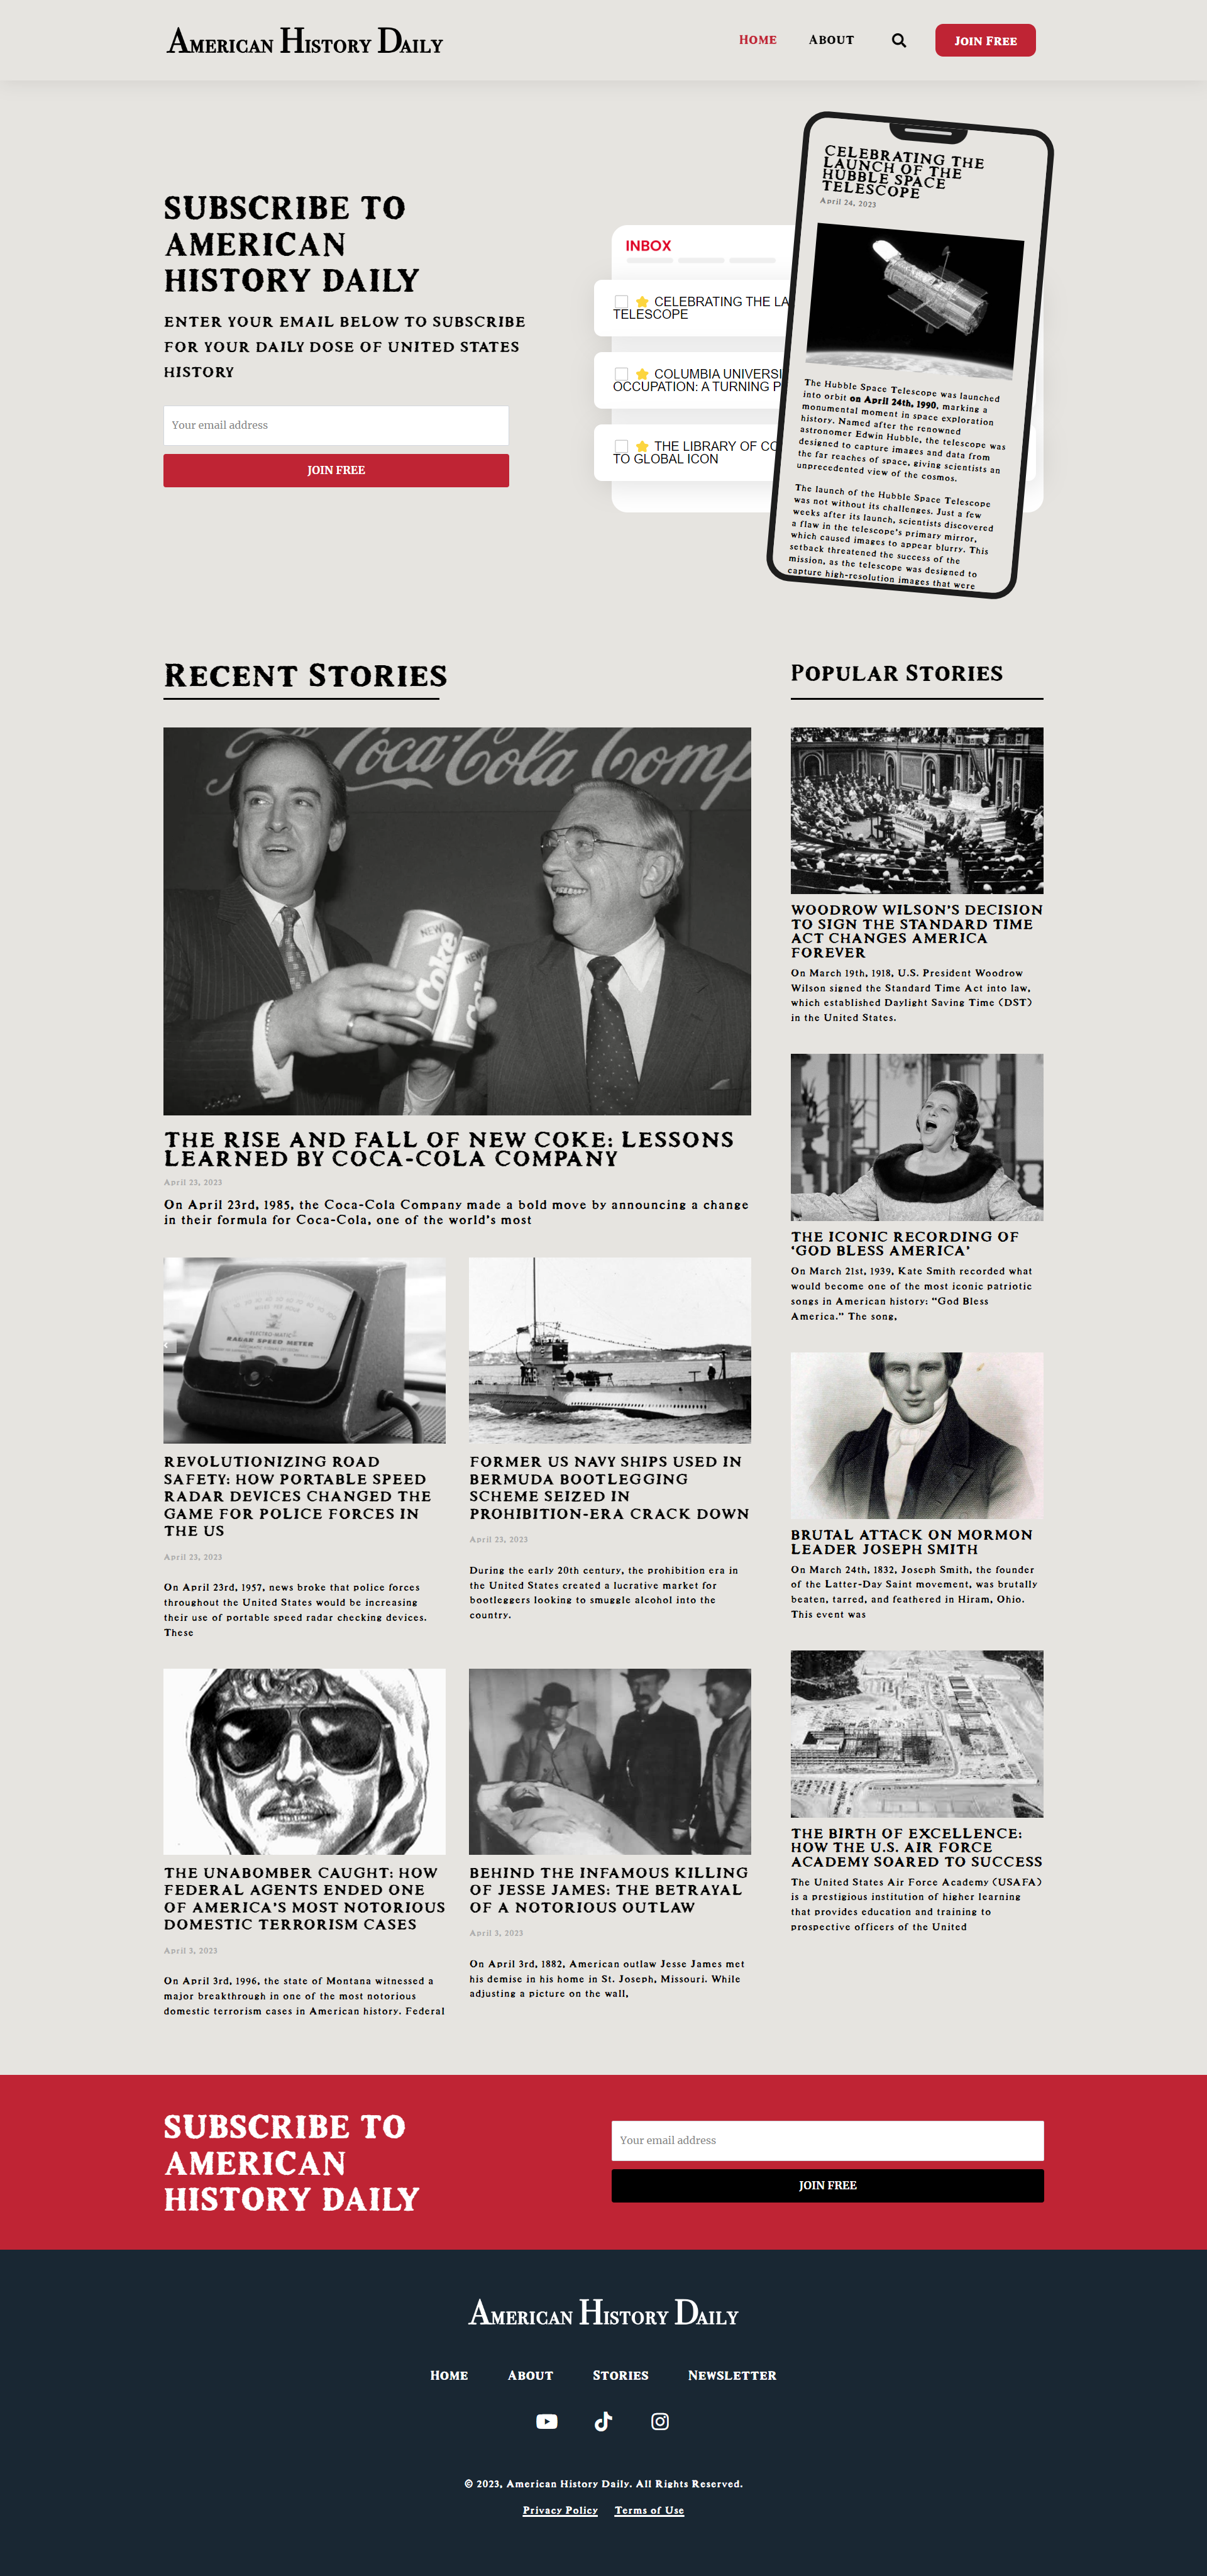 American History Daily
Home
About
Join Free
SUBSCRIBE TO
AMERICAN
HISTORY DAILY
ENTER YOUR EMAIL BELOW TO SUBSCRIBE
FOR YOUR DAILY DOSE OF UNITED STATES
HISTORY
Your email address
JOIN FREE
INBOX
CELEBRATING THE LA
TELESCOPE
COLUMBIA UNIVERSI
OCCUPATION: A TURNING P
THE LIBRARY OF CO
TO GLOBAL ICON
CELEBRATING THE
LAUNCH OF THE
HUBBLE SPACE
TELESCOPE
April 24, 2023
The Hubble Space Telescope was launched
into orbit on April 24th, 1990, marking a
monumental moment in space exploration
history. Named after the renowned
astronomer Edwin Hubble, the telescope was
designed to capture images and data from
the far reaches of space, giving scientists an
unprecedented view of the cosmos.
The launch of the Hubble Space Telescope
was not without its challenges. Just a few
weeks after its launch, scientists discovered
a flaw in the telescope's primary mirror,
which caused images to appear blurry. This
setback threatened the success of the
mission, as the telescope was designed to
capture high-resolution images that were
Recent Stories
Coca-Cola Comp
NEW!
Coke
NEW
Coke
THE RISE AND FALL OF NEW COKE: LESSONS
LEARNED BY COCA-COLA COMPANY
April 23, 2023
On April 23rd, 1985, the Coca-Cola Company made a bold move by announcing a change
in their formula for Coca-Cola, one of the world's most
ELECTRO-MATIC
RADAR SPEED METER
REVOLUTIONIZING ROAD
SAFETY: HOW PORTABLE SPEED
RADAR DEVICES CHANGED THE
GAME FOR POLICE FORCES IN
THE US
April 23, 2023
On April 23rd, 1957, news broke that police forces
throughout the United States would be increasing
their use of portable speed radar checking devices.
These
FORMER US NAVY SHIPS USED IN
BERMUDA BOOTLEGGING
SCHEME SEIZED IN
PROHIBITION-ERA CRACK DOWN
April 23, 2023
During the early 20th century, the prohibition era in
the United States created a lucrative market for
bootleggers looking to smuggle alcohol into the
country.
THE UNABOMBER CAUGHT: HOW
FEDERAL AGENTS ENDED ONE
OF AMERICA'S MOST NOTORIOUS
DOMESTIC TERRORISM CASES
April 3, 2023
On April 3rd, 1996, the state of Montana witnessed a
major breakthrough in one of the most notorious
domestic terrorism cases in American history. Federal
BEHIND THE INFAMOUS KILLING
OF JESSE JAMES: THE BETRAYAL
OF A NOTORIOUS OUTLAW
April 3, 2023
On April 3rd, 1882, American outlaw Jesse James met
his demise in his home in St. Joseph, Missouri. While
adjusting a picture on the wall,
Popular Stories
WOODROW WILSON'S DECISION
TO SIGN THE STANDARD TIME
ACT CHANGES AMERICA
FOREVER
On March 19th, 1918, U.S. President Woodrow
Wilson signed the Standard Time Act into law,
which established Daylight Saving Time (DST)
in the United States.
THE ICONIC RECORDING OF
'GOD BLESS AMERICA'
On March 21st, 1939, Kate Smith recorded what
would become one of the most iconic patriotic
songs in American history: "God Bless
America." The song,
BRUTAL ATTACK ON MORMON
LEADER JOSEPH SMITH
On March 24th, 1832, Joseph Smith, the founder
of the Latter-Day Saint movement, was brutally
beaten, tarred, and feathered in Hiram, Ohio.
This event was
THE BIRTH OF EXCELLENCE:
HOW THE U.S. AIR FORCE
ACADEMY SOARED TO SUCCESS
The United States Air Force Academy (USAFA)
is a prestigious institution of higher learning
that provides education and training to
prospective officers of the United
SUBSCRIBE TO
AMERICAN
HISTORY DAILY
Your email address
JOIN FREE
American History Daily
Home
About
Stories
Newsletter
© 2023, American History Daily. All Rights Reserved.
Privacy Policy
Terms of Use